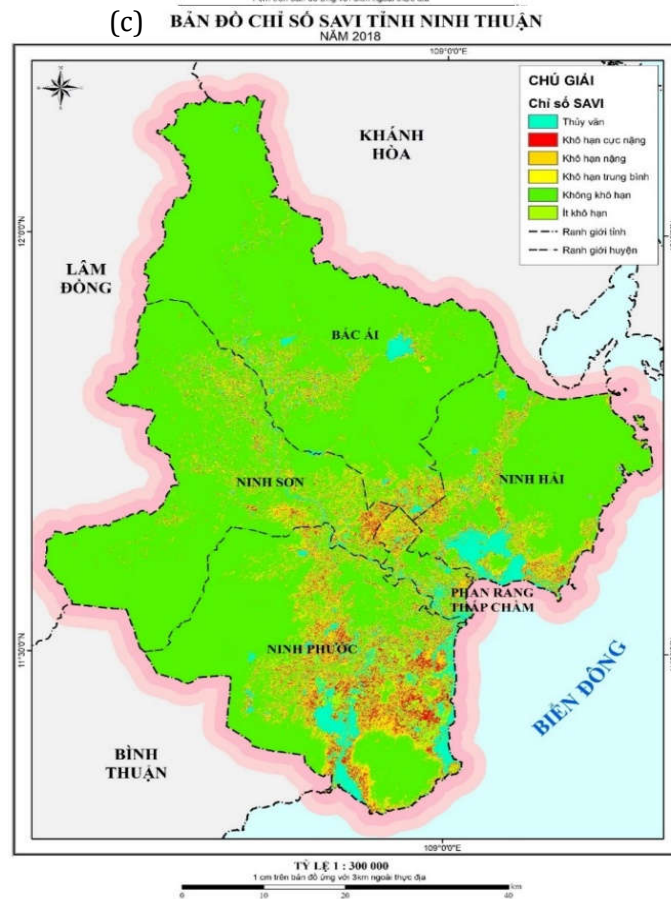 (c)
BẢN ĐỒ CHỈ SỐ SAVI TỈNH NINH THUẬN
NĂM 2018
109°0'0"E
CHÚ GIẢI
Chỉ số SAVI
Thủy văn
Khô hạn cực nặng
Khô hạn nặng
Khô hạn trung bình
Không khô hạn
Ít khô hạn
Ranh giới tỉnh
Ranh giới huyện
KHÁNH
HÒA
12°0'0"N
LÂM
ĐỒNG
BÁC ÁI
NINH SƠN
NINH HẢI
PHAN RANG
THÁP CHÀM
11°30'0"N
NINH PHƯỚC
BIỂN ĐÔNG
BÌNH
THUẬN
109°0'0"E
TỶ LỆ 1 : 300 000
1 cm trên bản đồ ứng với 3km ngoài thực địa
0 10 20 40 km